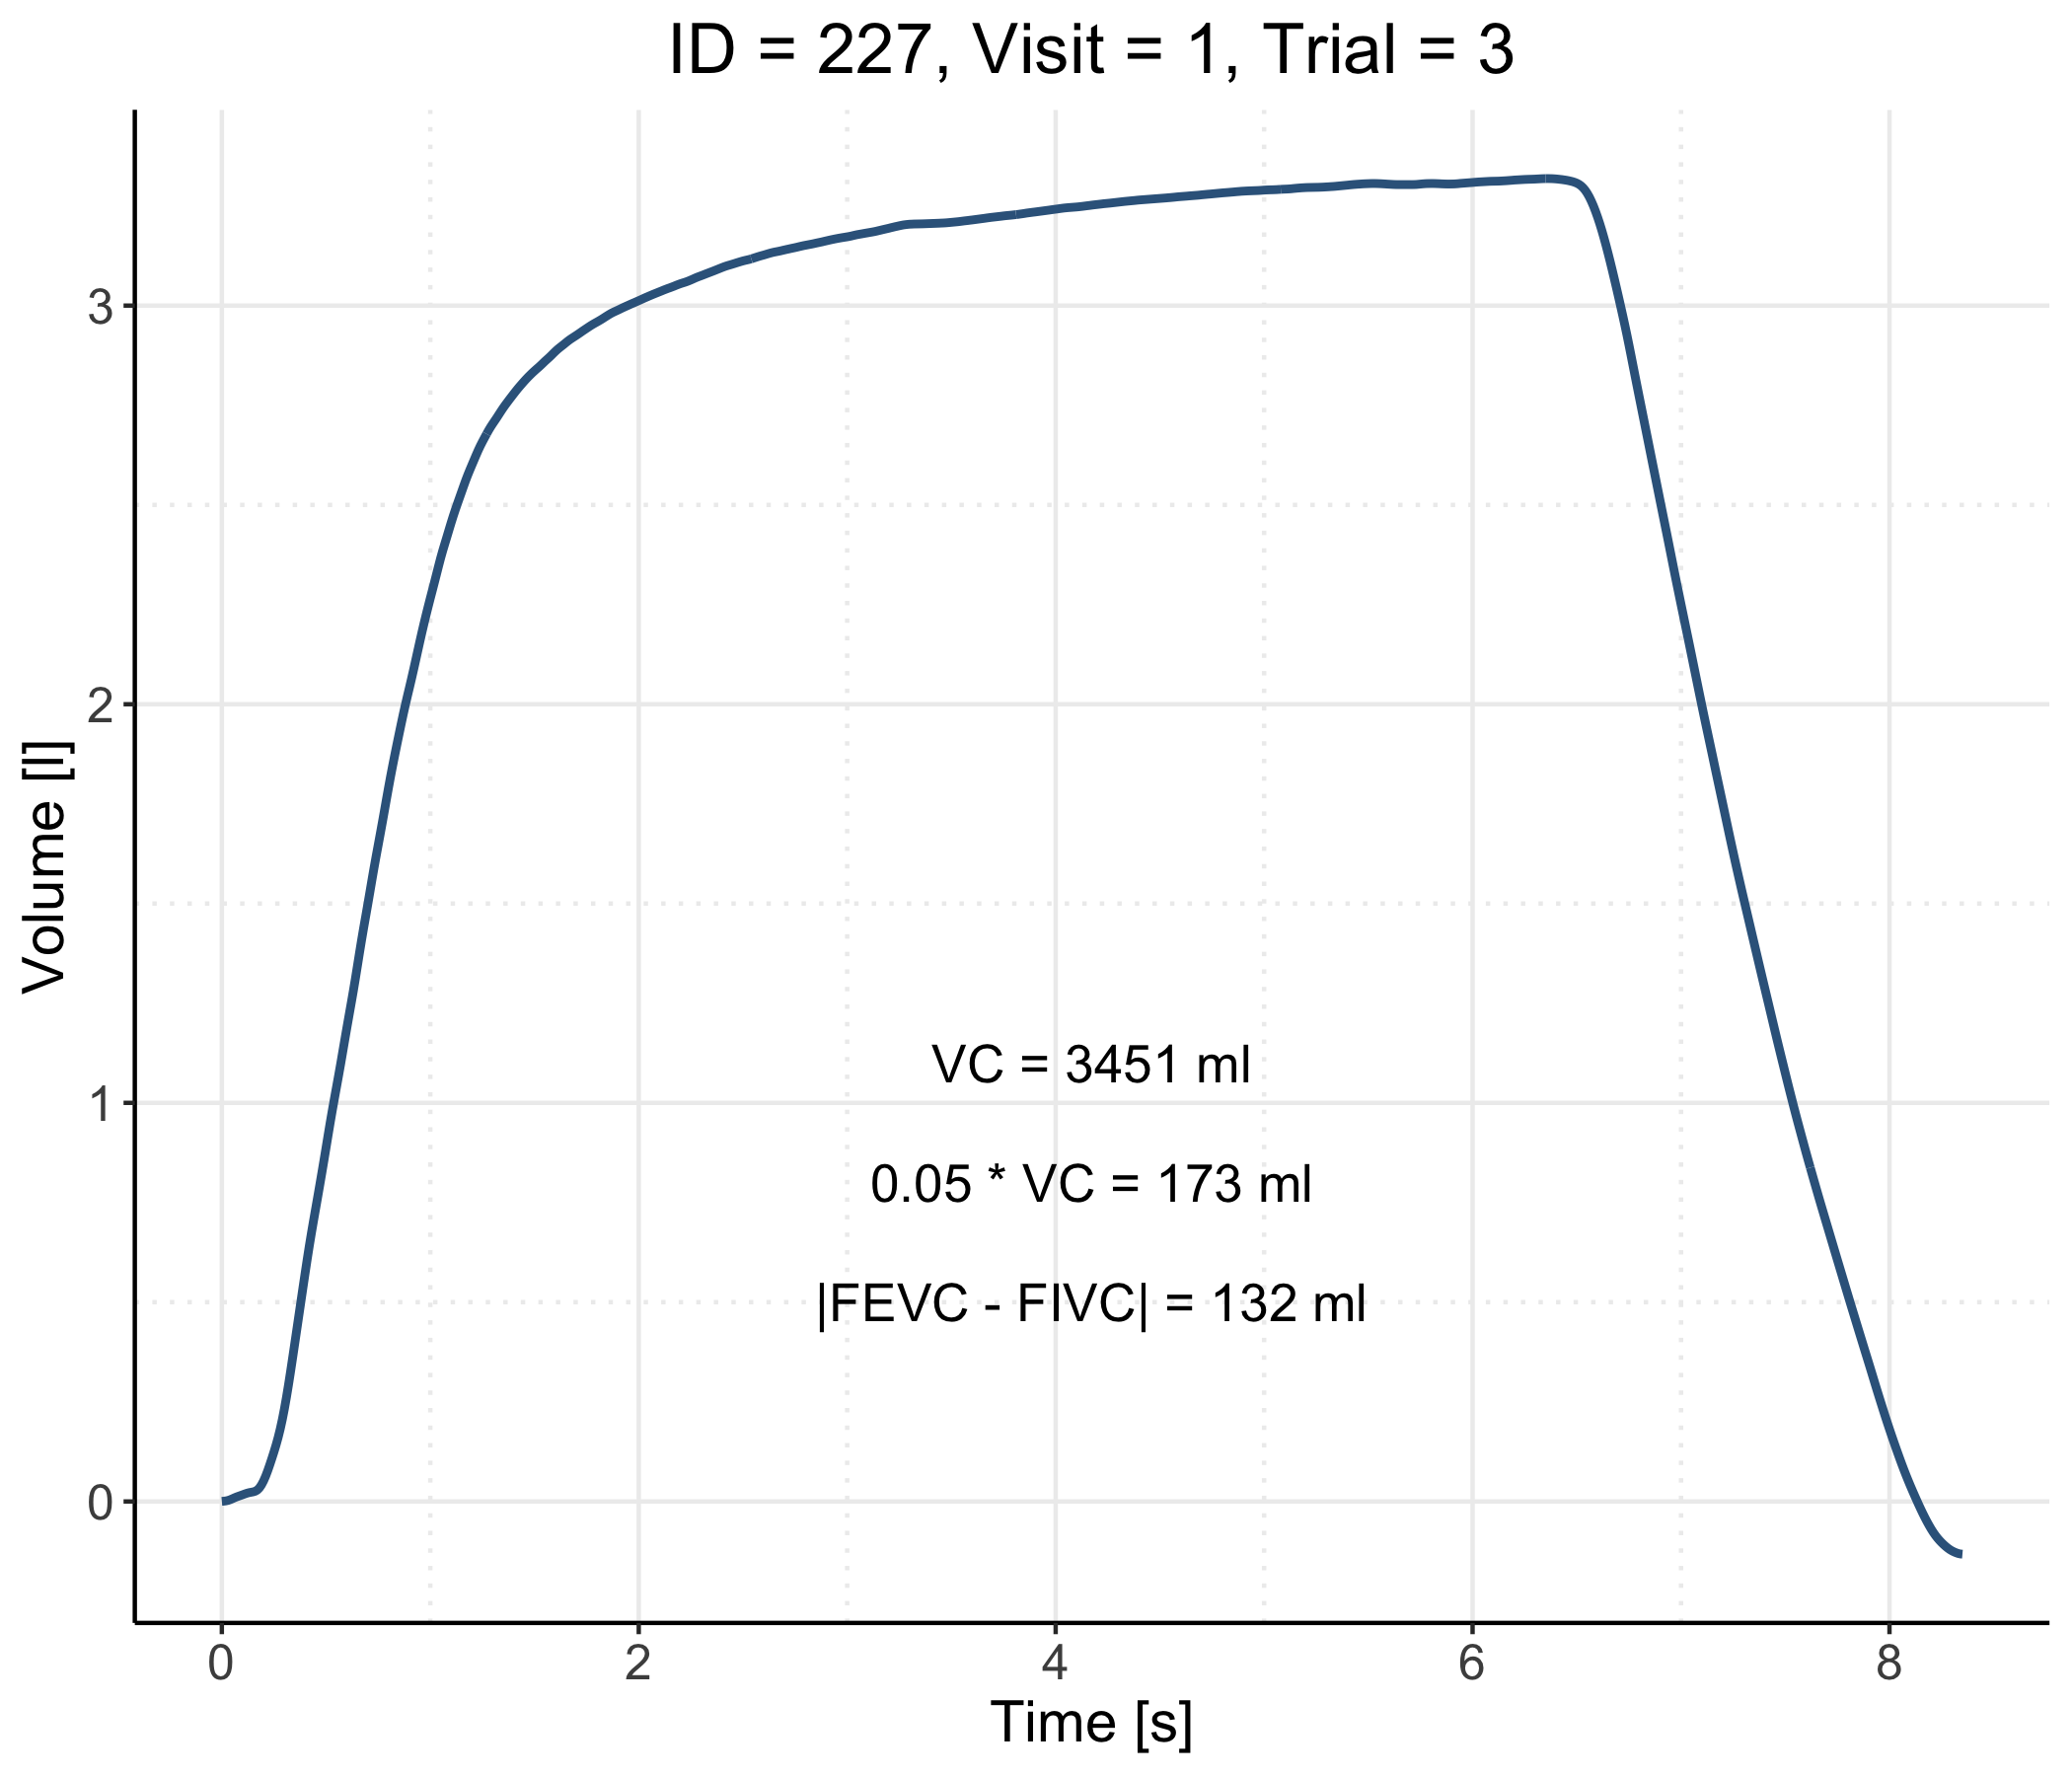 ID = 227, Visit = 1, Trial = 3
3
2
1
0
Volume [l]
VC = 3451 ml
0.05 * VC = 173 ml
|FEVC - FIVC| = 132 ml
0 2 4 6 8
Time [s]